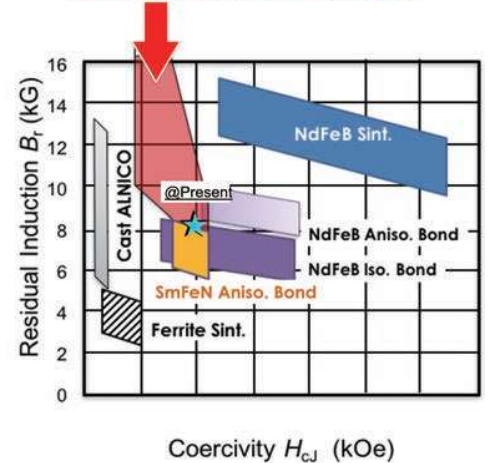 16
14
12
10
8
6
4
2
0
Residual Induction Br (kG)
Cast ALNICO
NdFeB Sint.
@Present
NdFeB Aniso. Bond
NdFeB Iso. Bond
SmFeN Aniso. Bond
Ferrite Sint.
Coercivity HcJ (kOe)